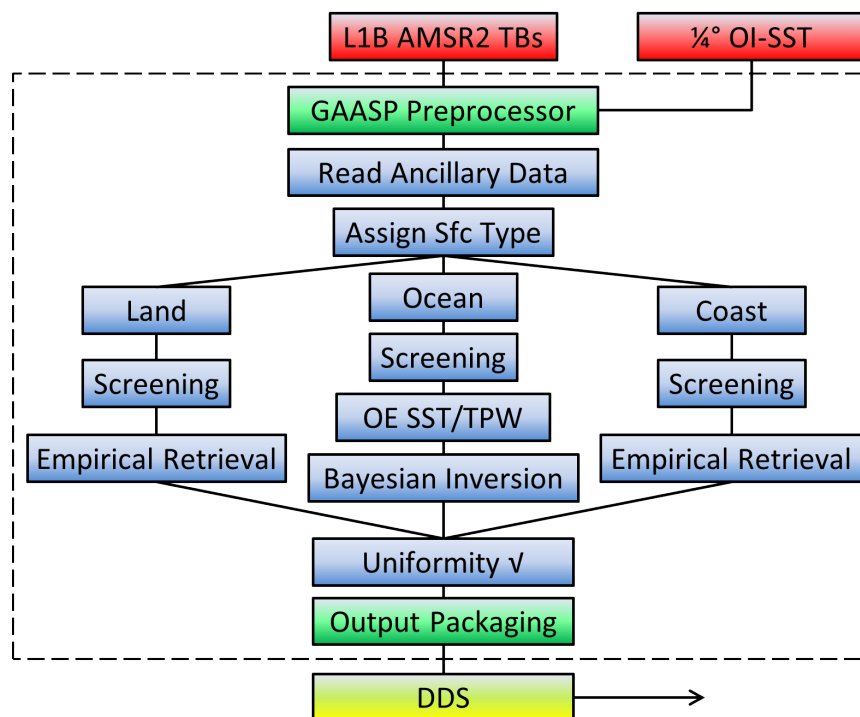 L1B AMSR2 TBs
¼° OI-SST
GAASP Preprocessor
Read Ancillary Data
Assign Sfc Type
Land
Ocean
Coast
Screening
Screening
Screening
OE SST/TPW
Empirical Retrieval
Bayesian Inversion
Empirical Retrieval
Uniformity √
Output Packaging
DDS